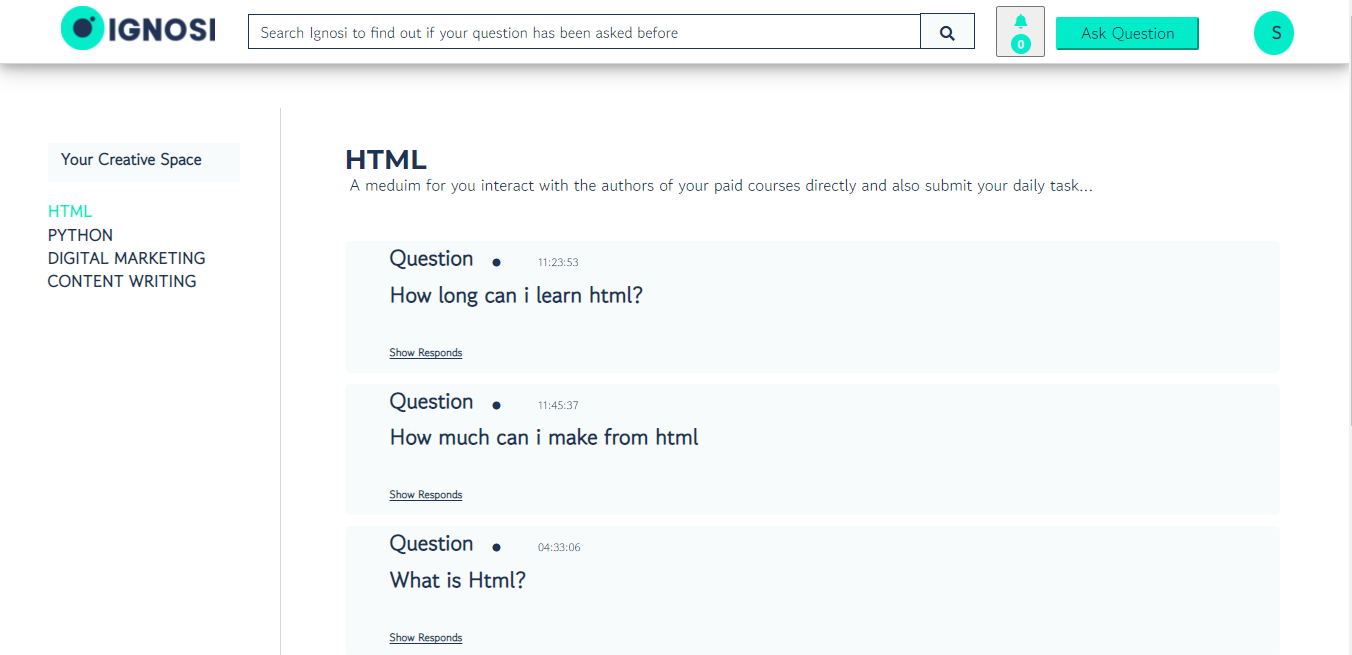 IGNOSI
Search Ignosi to find out if your question has been asked before
0
Ask Question
S
Your Creative Space
HTML
PYTHON
DIGITAL MARKETING
CONTENT WRITING
HTML
A meduim for you interact with the authors of your paid courses directly and also submit your daily task...
Question 11:23:53
How long can i learn html?
Show Responds
Question 11:45:37
How much can i make from html
Show Responds
Question 04:33:06
What is Html?
Show Responds